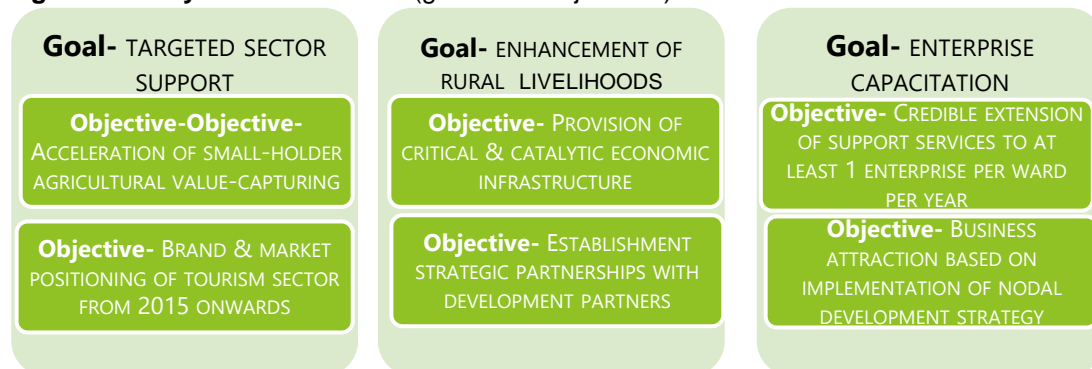 Goal- TARGETED SECTOR
SUPPORT
Objective-Objective-
ACCELERATION OF SMALL-HOLDER
AGRICULTURAL VALUE-CAPTURING
Objective- BRAND & MARKET
POSITIONING OF TOURISM SECTOR
FROM 2015 ONWARDS
Goal- ENHANCEMENT OF
RURAL LIVELIHOODS
Objective- PROVISION OF
CRITICAL & CATALYTIC ECONOMIC
INFRASTRUCTURE
Objective- ESTABLISHMENT
STRATEGIC PARTNERSHIPS WITH
DEVELOPMENT PARTNERS
Goal- ENTERPRISE
CAPACITATION
Objective- CREDIBLE EXTENSION
OF SUPPORT SERVICES TO AT
LEAST 1 ENTERPRISE PER WARD
PER YEAR
Objective- BUSINESS
ATTRACTION BASED ON
IMPLEMENTATION OF NODAL
DEVELOPMENT STRATEGY